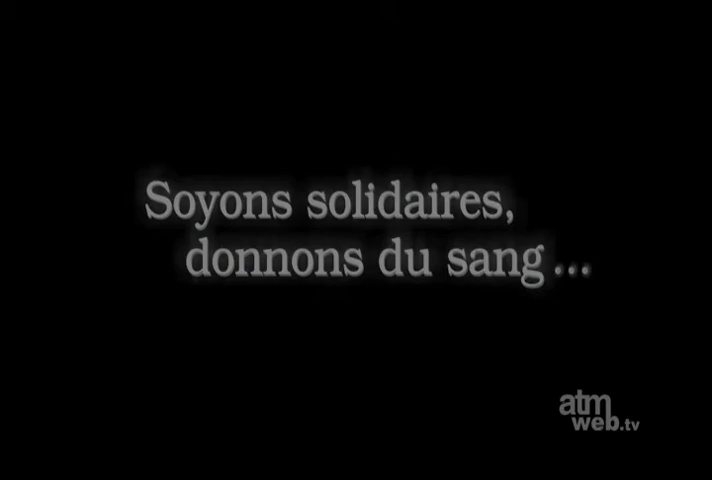 Soyons solidaires,
donnons du sang ...
atm
web.tv